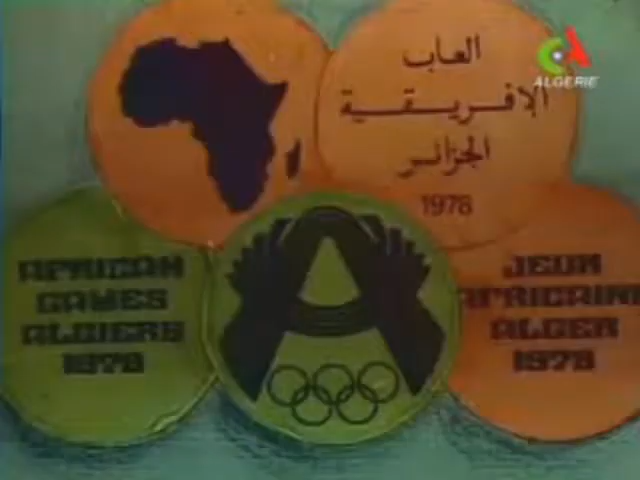 العاب
الإفريقية
الجزائر
1978
ALGERIE
AFRICAN
GAMES
ALGIERS
1978
JEUX
AFRICAINS
ALGER
1978